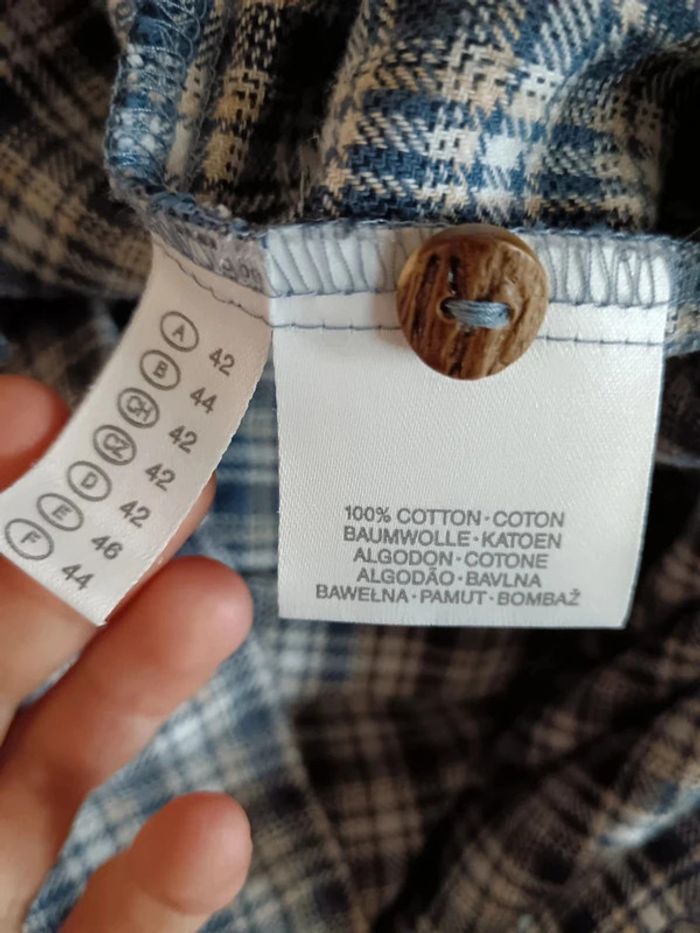 A 42
B 44
CH 42
CZ 42
D 42
E 46
F 44
100% COTTON·COTON
BAUMWOLLE·KATOEN
ALGODON·COTONE
ALGODÃO·BAVLNA
BAWEŁNA·PAMUT·BOMBAŽ